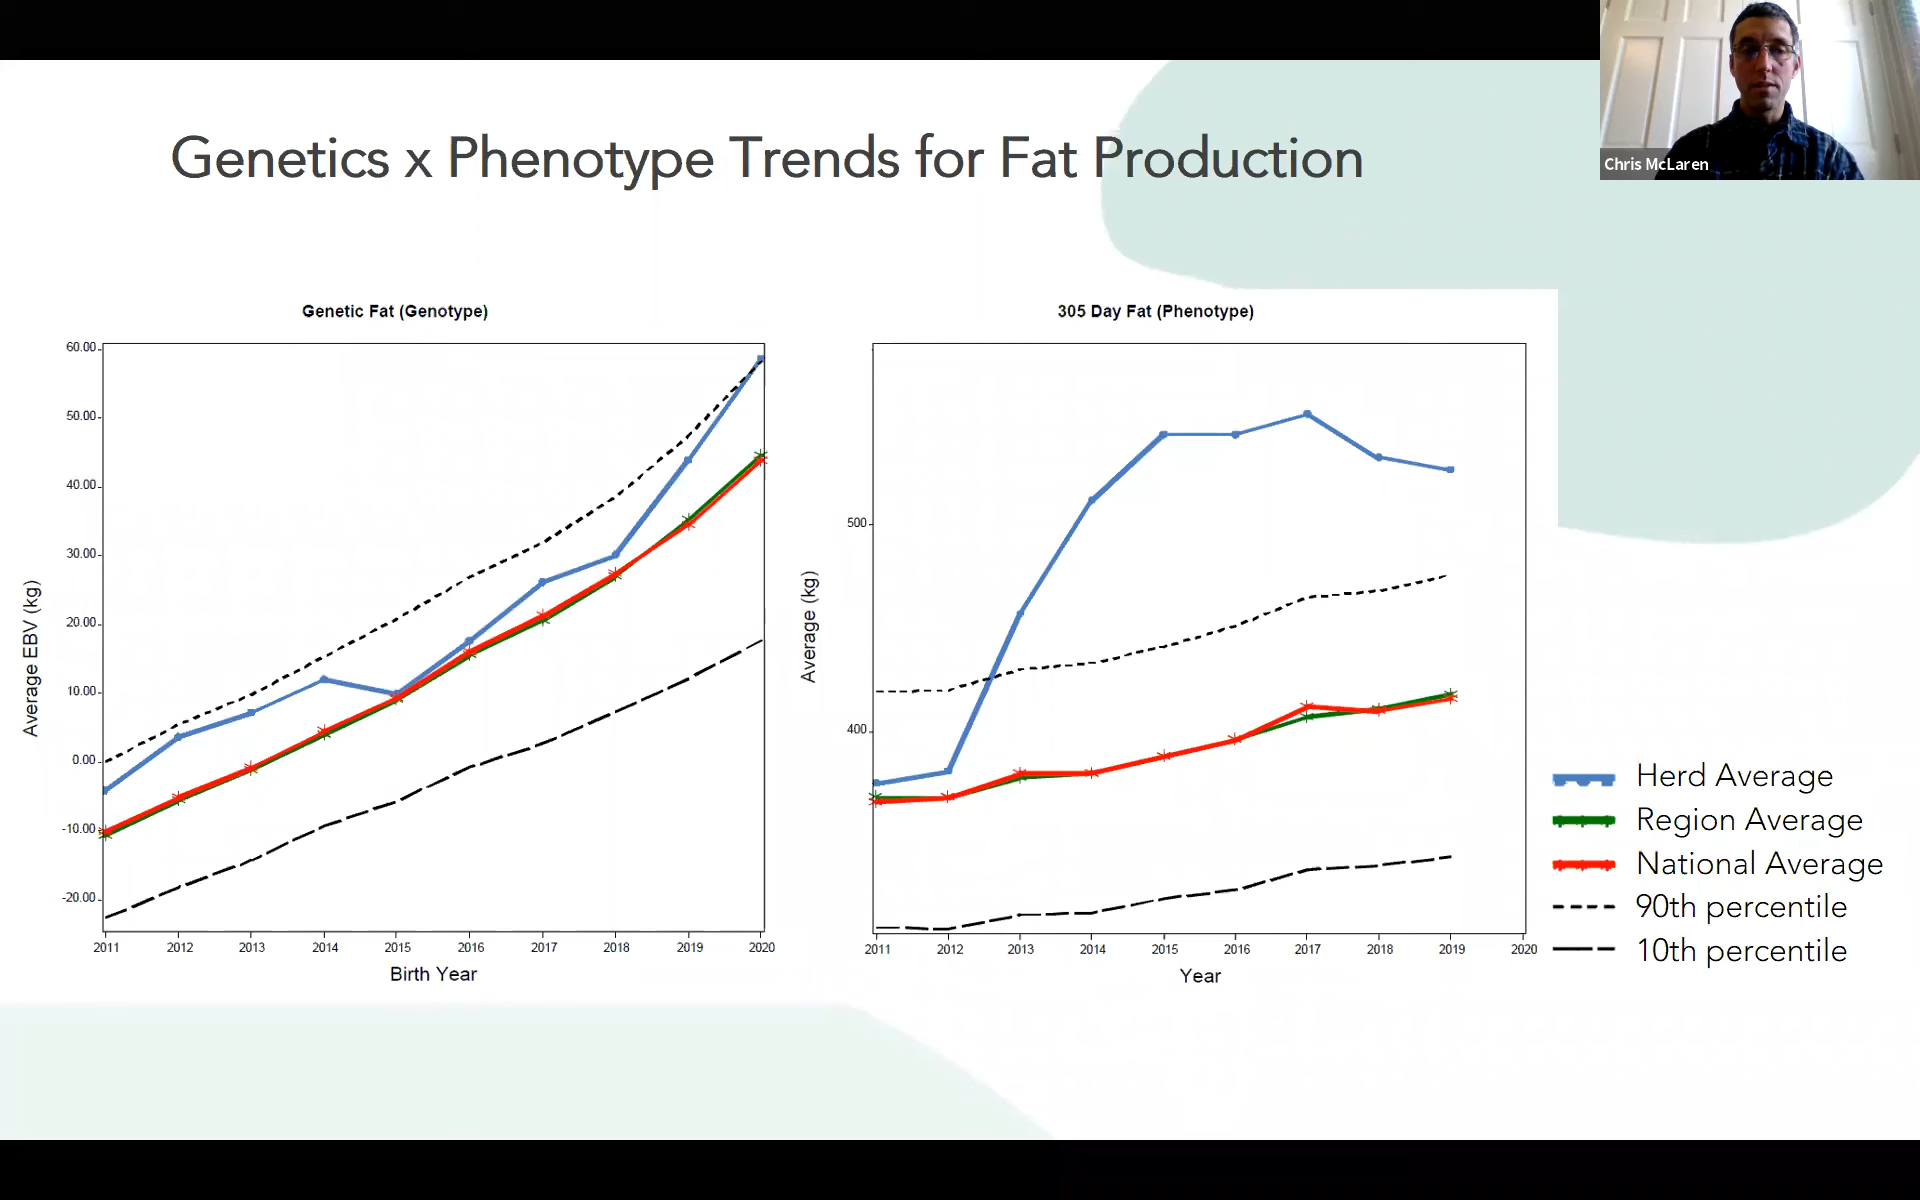 Chris McLaren
Genetics x Phenotype Trends for Fat Production
Genetic Fat (Genotype)
60.00
50.00
40.00
30.00
20.00
10.00
0.00
-10.00
-20.00
Average EBV (kg)
2011 2012 2013 2014 2015 2016 2017 2018 2019 2020
Birth Year
305 Day Fat (Phenotype)
500
400
Average (kg)
2011 2012 2013 2014 2015 2016 2017 2018 2019 2020
Year
Herd Average
Region Average
National Average
90th percentile
10th percentile